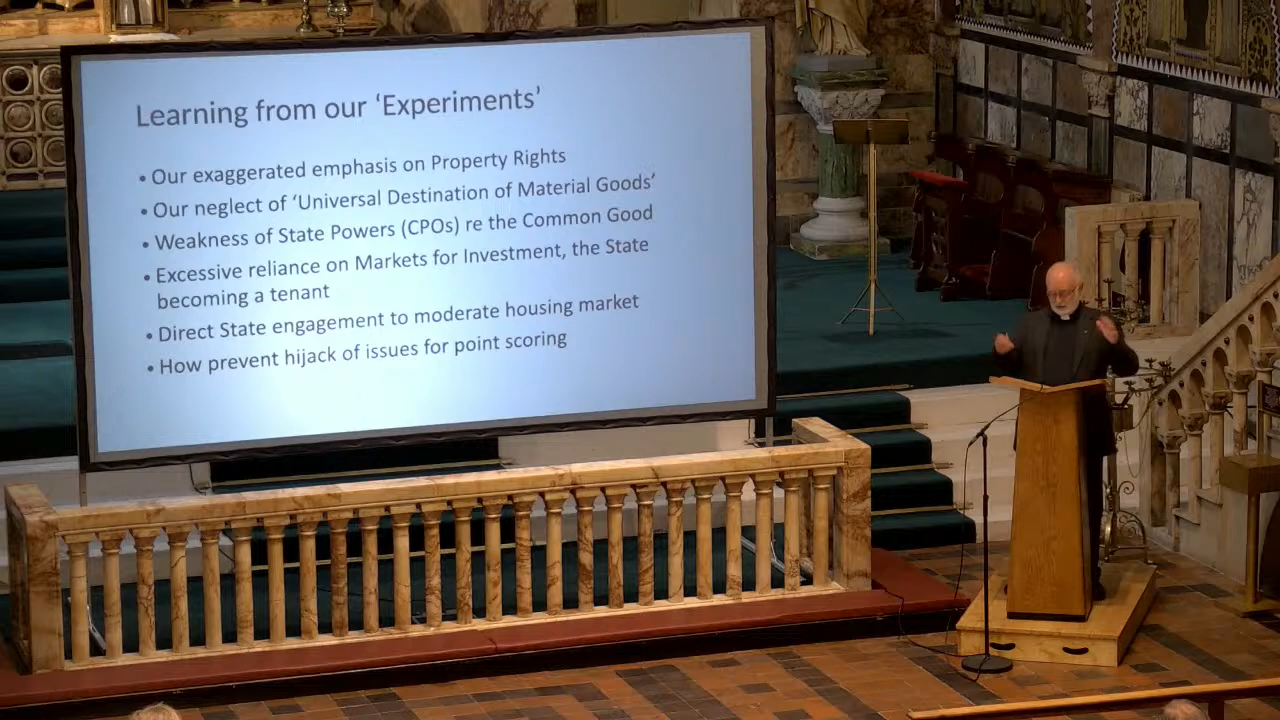 Learning from our ‘Experiments’
• Our exaggerated emphasis on Property Rights
• Our neglect of ‘Universal Destination of Material Goods’
• Weakness of State Powers (CPOs) re the Common Good
• Excessive reliance on Markets for Investment, the State
becoming a tenant
• Direct State engagement to moderate housing market
• How prevent hijack of issues for point scoring